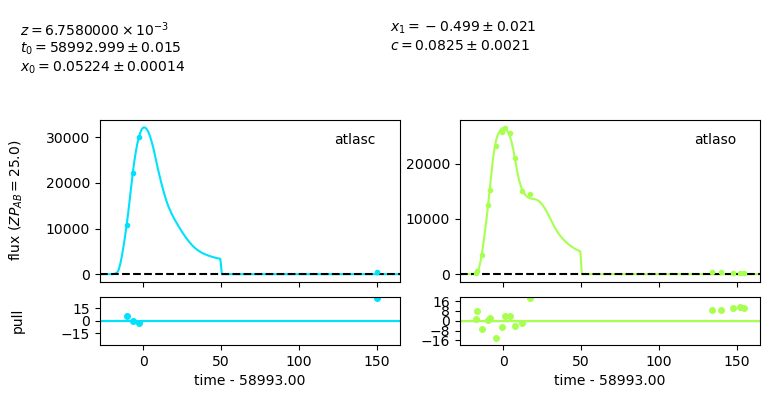 z = 6.7580000 × 10⁻³
t₀ = 58992.999 ± 0.015
x₀ = 0.05224 ± 0.00014
x₁ = −0.499 ± 0.021
c = 0.0825 ± 0.0021
flux (ZP_AB = 25.0)
30000
20000
10000
0
atlasc
20000
10000
0
atlaso
pull
15
0
−15
0
50
100
150
time - 58993.00
16
8
0
−8
−16
0
50
100
150
time - 58993.00